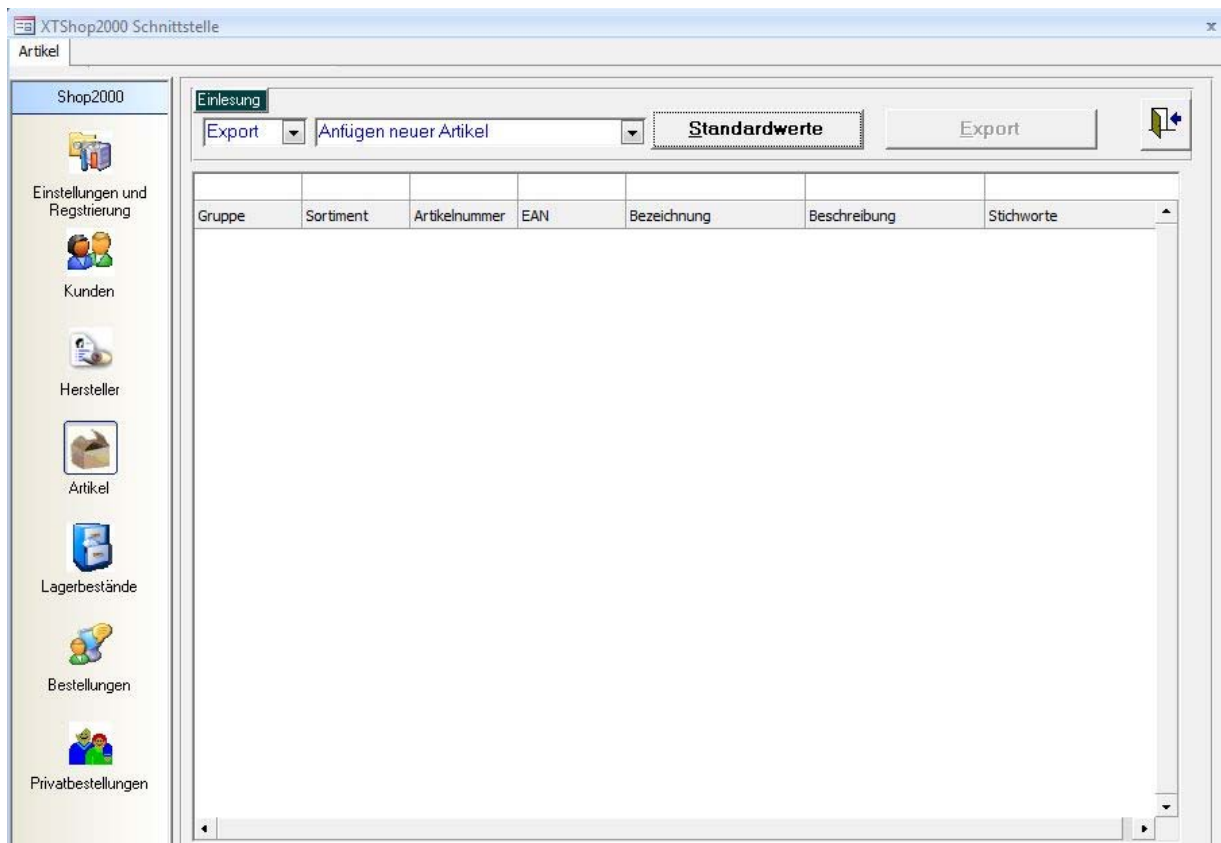 XTShop2000 Schnittstelle
x
Artikel
Shop2000
Einstellungen und
Regstrierung
Kunden
Hersteller
Artikel
Lagerbestände
Bestellungen
Privatbestellungen
Einlesung
Export
Anfügen neuer Artikel
Standardwerte
Export
Gruppe Sortiment Artikelnummer EAN Bezeichnung Beschreibung Stichworte